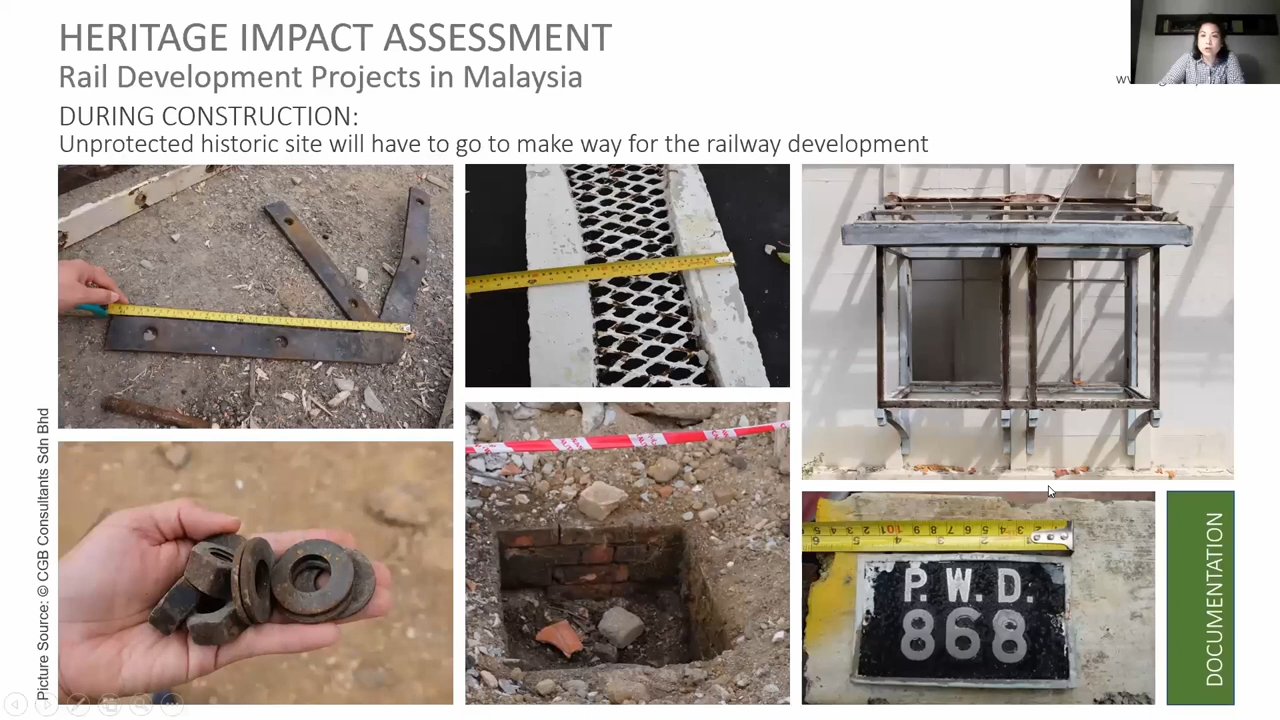 HERITAGE IMPACT ASSESSMENT
Rail Development Projects in Malaysia
DURING CONSTRUCTION:
Unprotected historic site will have to go to make way for the railway development
P. W. D.
868
DOCUMENTATION
Picture Source: © CGB Consultants Sdn Bhd